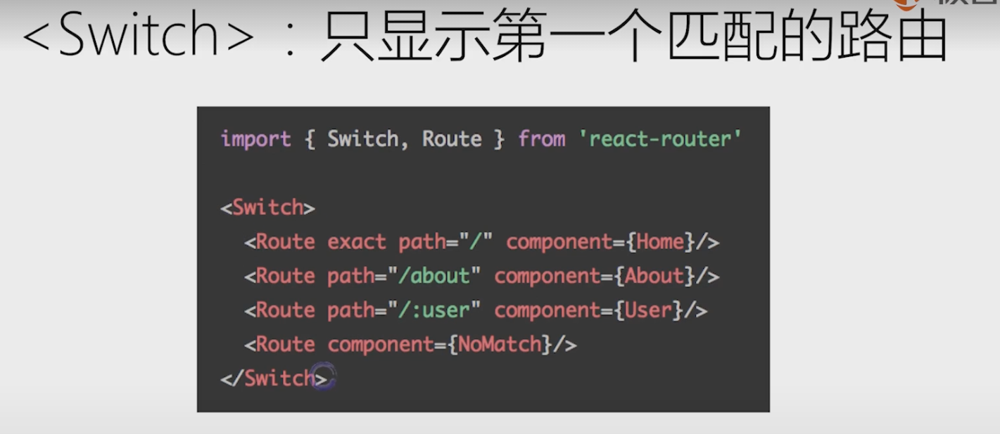 <Switch>：只显示第一个匹配的路由
import { Switch, Route } from 'react-router'
<Switch>
<Route exact path="/" component={Home}/>
<Route path="/about" component={About}/>
<Route path="/:user" component={User}/>
<Route component={NoMatch}/>
</Switch>